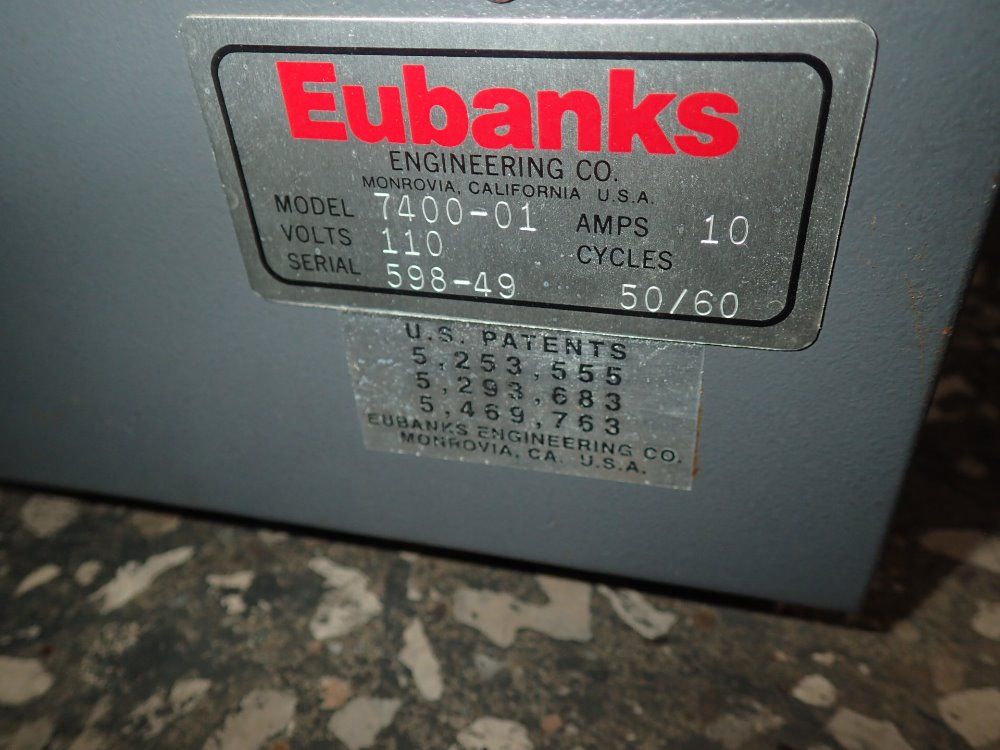 Eubanks
ENGINEERING CO.
MONROVIA, CALIFORNIA U.S.A.
MODEL 7400-01 AMPS 10
VOLTS 110 CYCLES
SERIAL 598-49 50/60
U.S. PATENTS
5,253,555
5,293,683
5,469,763
EUBANKS ENGINEERING CO.
MONROVIA, CA. U.S.A.